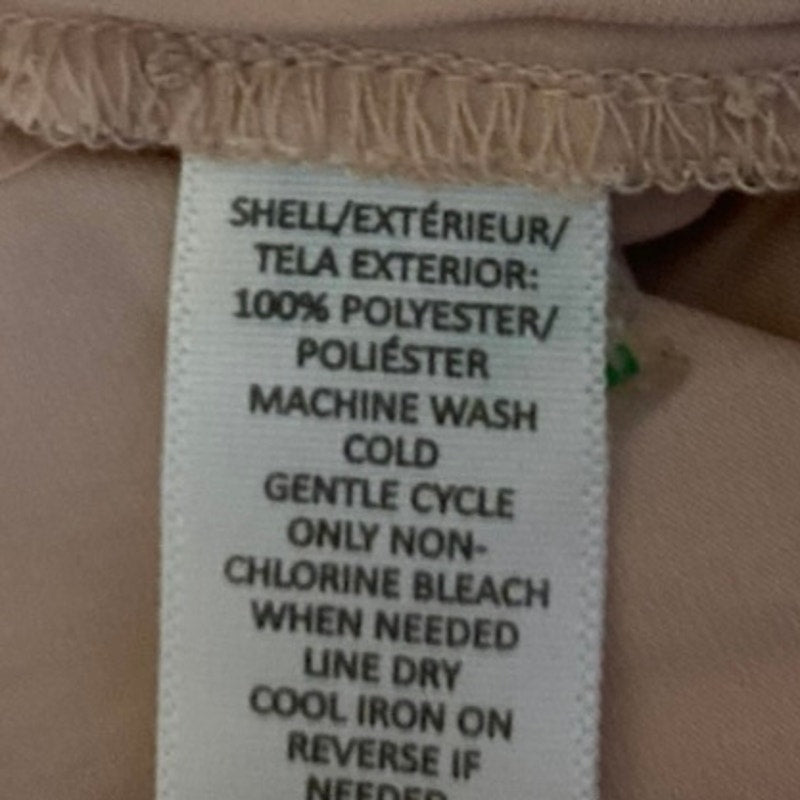 SHELL/EXTÉRIEUR/
TELA EXTERIOR:
100% POLYESTER/
POLIÉSTER
MACHINE WASH
COLD
GENTLE CYCLE
ONLY NON-
CHLORINE BLEACH
WHEN NEEDED
LINE DRY
COOL IRON ON
REVERSE IF
NEEDED